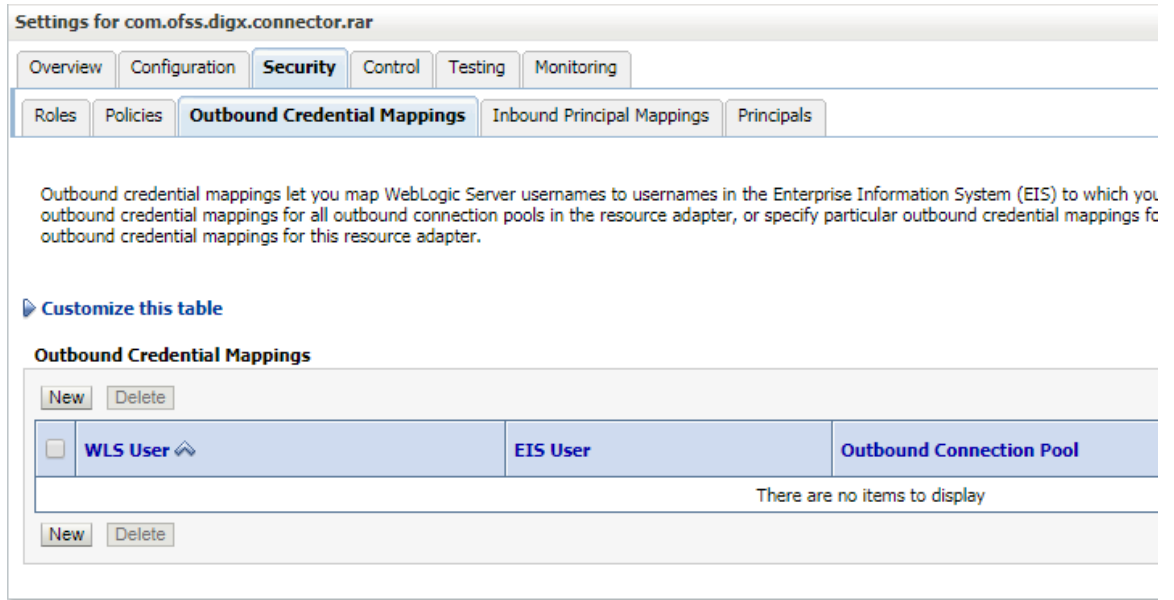 Settings for com.ofss.digx.connector.rar
Overview Configuration Security Control Testing Monitoring
Roles Policies Outbound Credential Mappings Inbound Principal Mappings Principals
Outbound credential mappings let you map WebLogic Server usernames to usernames in the Enterprise Information System (EIS) to which you
outbound credential mappings for all outbound connection pools in the resource adapter, or specify particular outbound credential mappings fo
outbound credential mappings for this resource adapter.
Customize this table
Outbound Credential Mappings
New Delete
WLS User EIS User Outbound Connection Pool
There are no items to display
New Delete